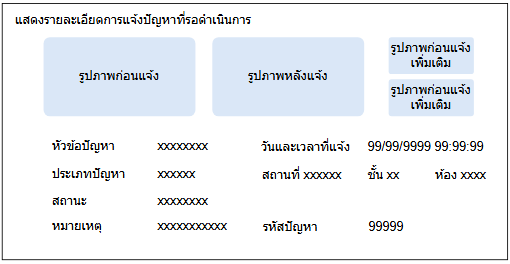 แสดงรายละเอียดการแจ้งปัญหาที่รอดำเนินการ
รูปภาพก่อนแจ้ง
รูปภาพหลังแจ้ง
รูปภาพก่อนแจ้ง
เพิ่มเติม
รูปภาพก่อนแจ้ง
เพิ่มเติม
หัวข้อปัญหา xxxxxxxx วันและเวลาที่แจ้ง 99/99/9999 99:99:99
ประเภทปัญหา xxxxxx สถานที่ xxxxxx ชั้น xx ห้อง xxxx
สถานะ xxxxxxxx
หมายเหตุ xxxxxxxxxxx รหัสปัญหา 99999